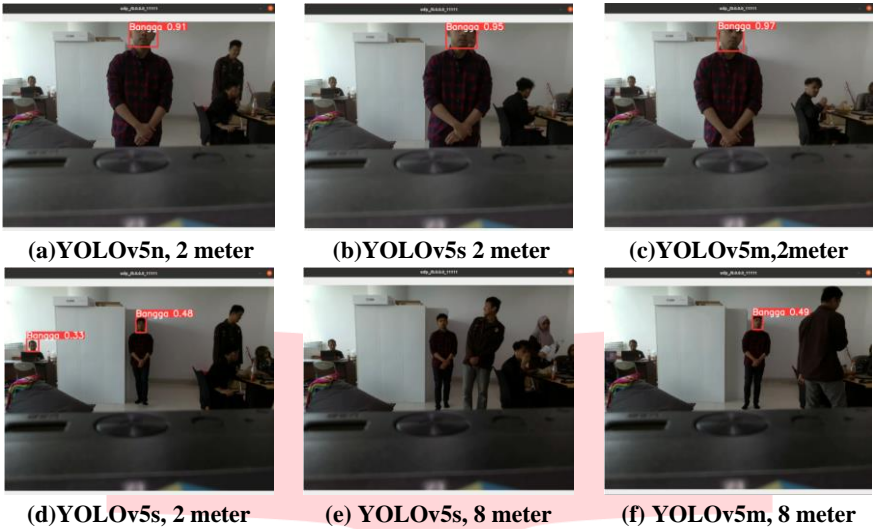 Bangga 0.91
Bangga 0.95
Bangga 0.97
(a)YOLOv5n, 2 meter
(b)YOLOv5s 2 meter
(c)YOLOv5m,2meter
Bangga 0.33
Bangga 0.48
Bangga 0.49
(d)YOLOv5s, 2 meter
(e) YOLOv5s, 8 meter
(f) YOLOv5m, 8 meter